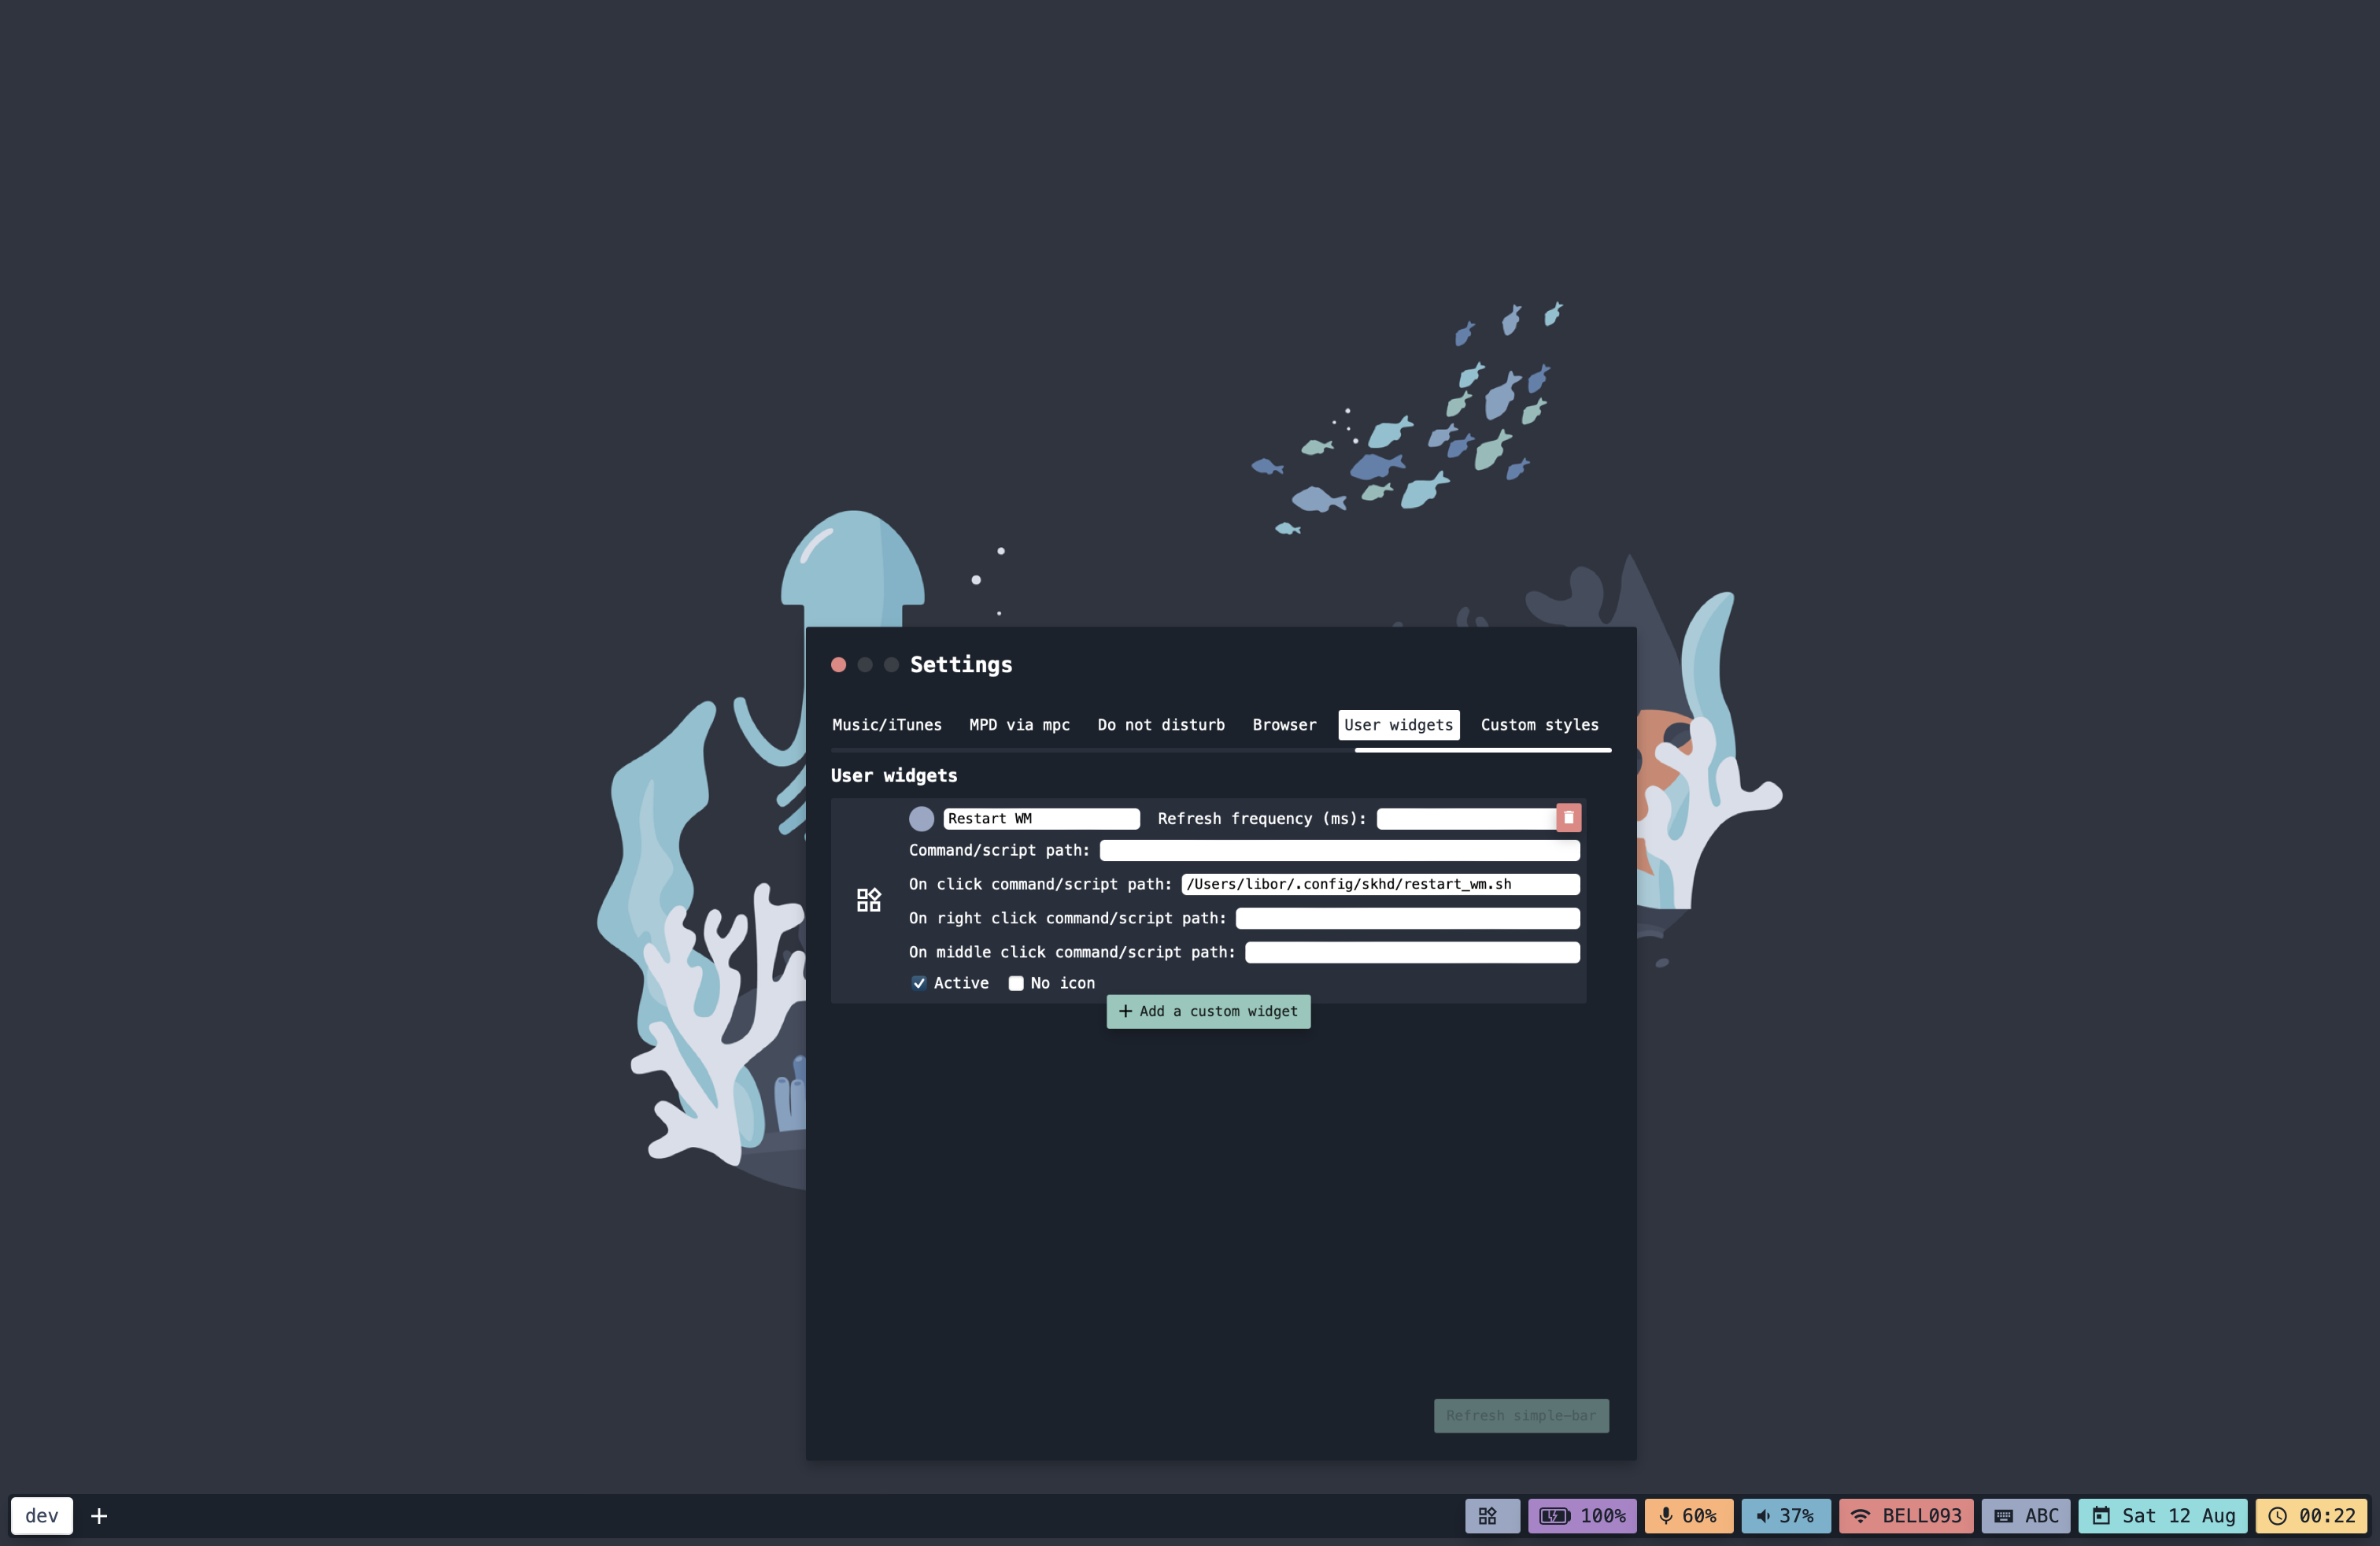 Settings
Music/iTunes MPD via mpc Do not disturb Browser User widgets Custom styles
User widgets
Restart WM Refresh frequency (ms):
Command/script path:
On click command/script path: /Users/libor/.config/skhd/restart_wm.sh
On right click command/script path:
On middle click command/script path:
Active No icon
+ Add a custom widget
Refresh simple-bar
dev + 100% 60% 37% BELL093 ABC Sat 12 Aug 00:22